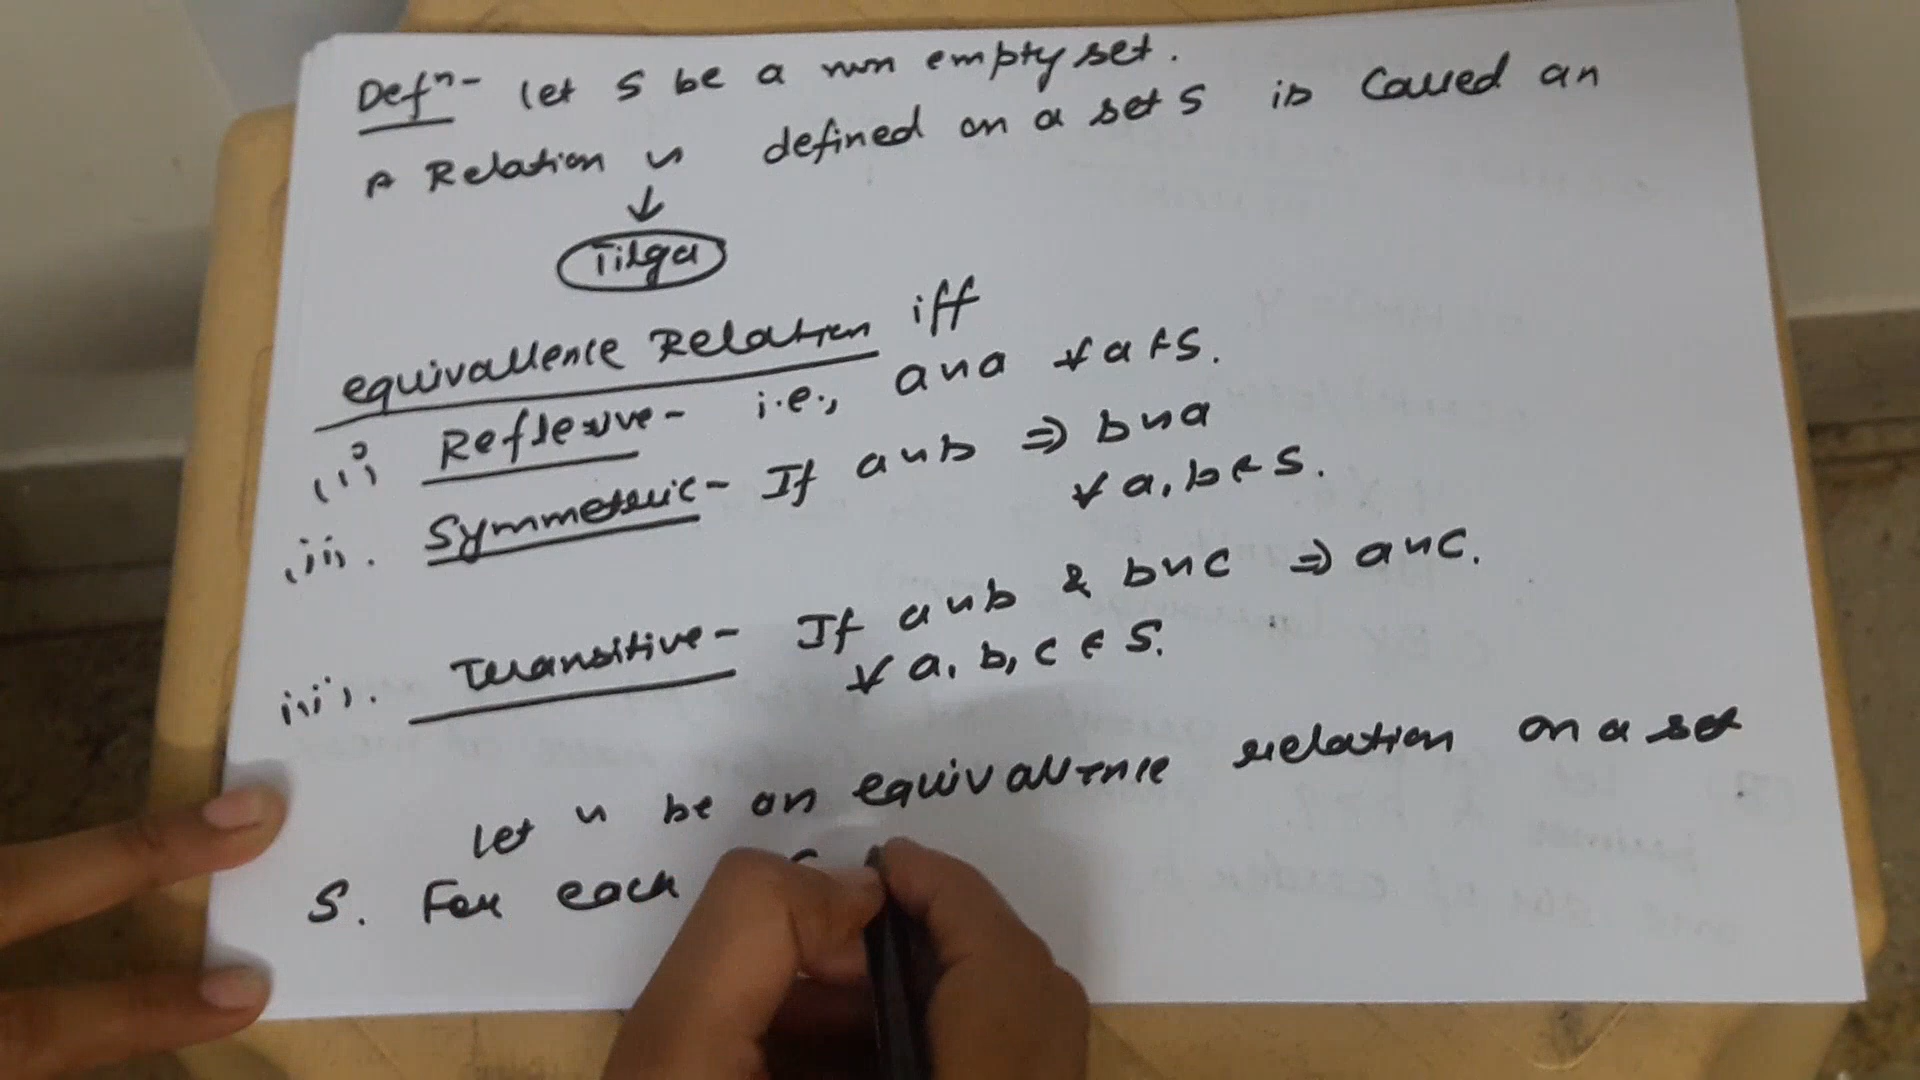 Defn- let S be a non empty set.
A Relation ~ defined on a set S is Called an
↓
Tilga
equivallence Relation iff
(i) Reflexive- i.e., a~a ∀ a ∈ S.
(ii). Symmetric- If a~b ⇒ b~a
∀ a, b ∈ S.
(iii). Transitive- If a~b & b~c ⇒ a~c.
∀ a, b, c ∈ S.
Let ~ be an equivallence relation on a set
S. For each